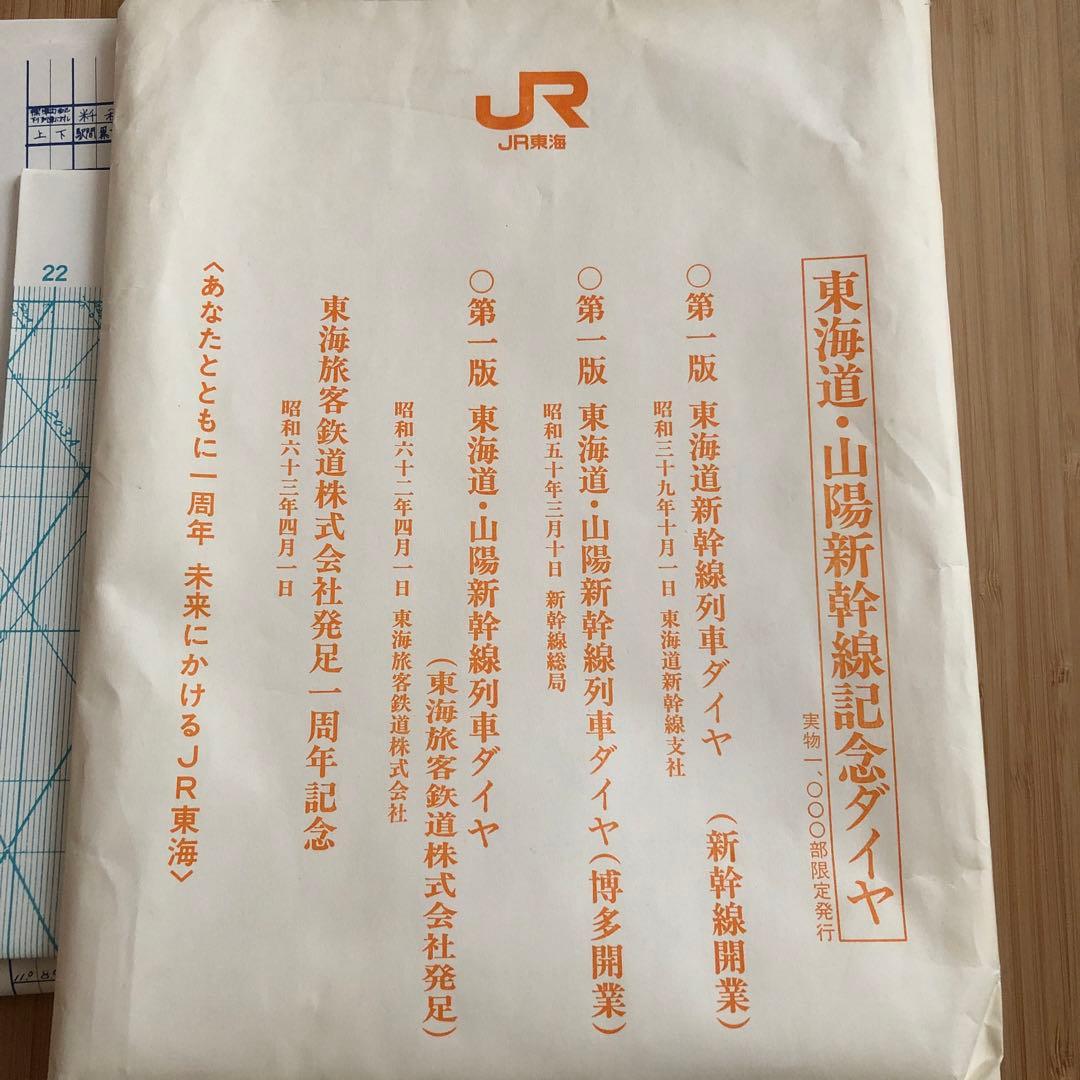 JR
JR東海
東海道・山陽新幹線記念ダイヤ
実物一、〇〇〇部限定発行
○第一版 東海道新幹線列車ダイヤ (新幹線開業)
昭和三十九年十月一日 東海道新幹線支社
○第一版 東海道・山陽新幹線列車ダイヤ(博多開業)
昭和五十年三月十日 新幹線総局
○第一版 東海道・山陽新幹線列車ダイヤ
(東海旅客鉄道株式会社発足)
昭和六十二年四月一日 東海旅客鉄道株式会社
東海旅客鉄道株式会社発足一周年記念
昭和六十三年四月一日
〈あなたとともに一周年 未来にかけるJR東海〉
上 下 駅間
22